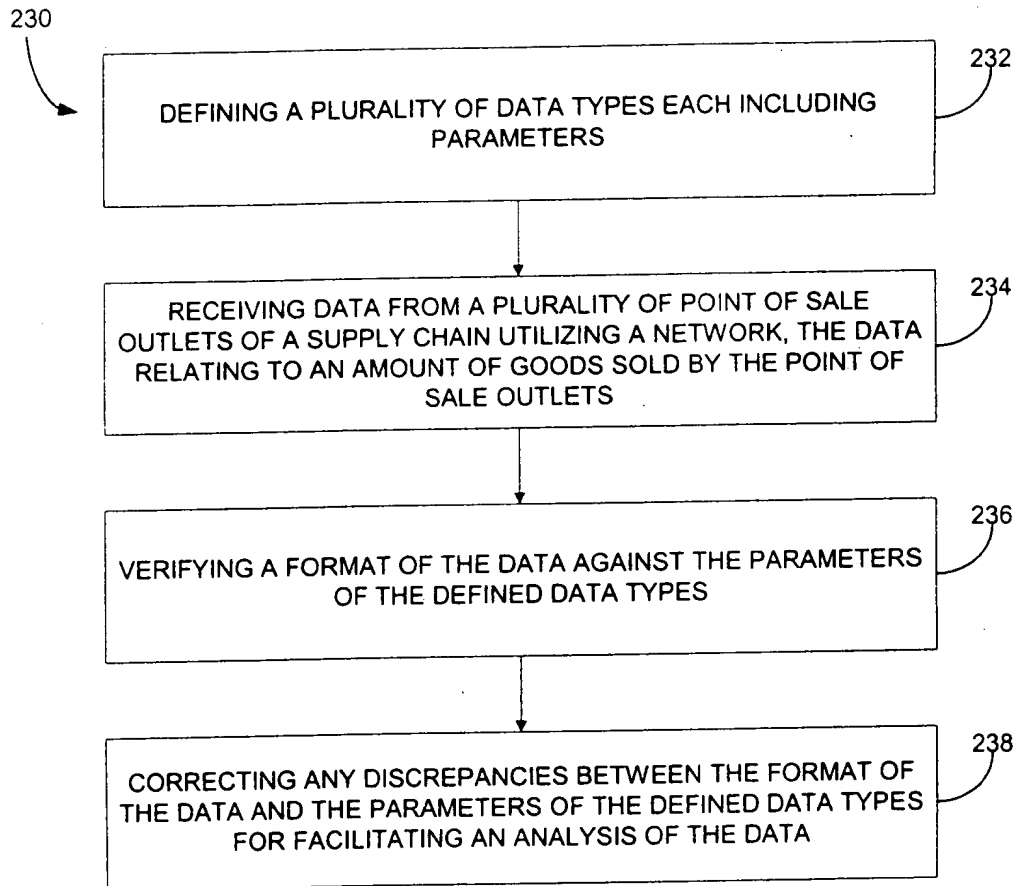 230
232
DEFINING A PLURALITY OF DATA TYPES EACH INCLUDING
PARAMETERS
234
RECEIVING DATA FROM A PLURALITY OF POINT OF SALE
OUTLETS OF A SUPPLY CHAIN UTILIZING A NETWORK, THE DATA
RELATING TO AN AMOUNT OF GOODS SOLD BY THE POINT OF
SALE OUTLETS
236
VERIFYING A FORMAT OF THE DATA AGAINST THE PARAMETERS
OF THE DEFINED DATA TYPES
238
CORRECTING ANY DISCREPANCIES BETWEEN THE FORMAT OF
THE DATA AND THE PARAMETERS OF THE DEFINED DATA TYPES
FOR FACILITATING AN ANALYSIS OF THE DATA